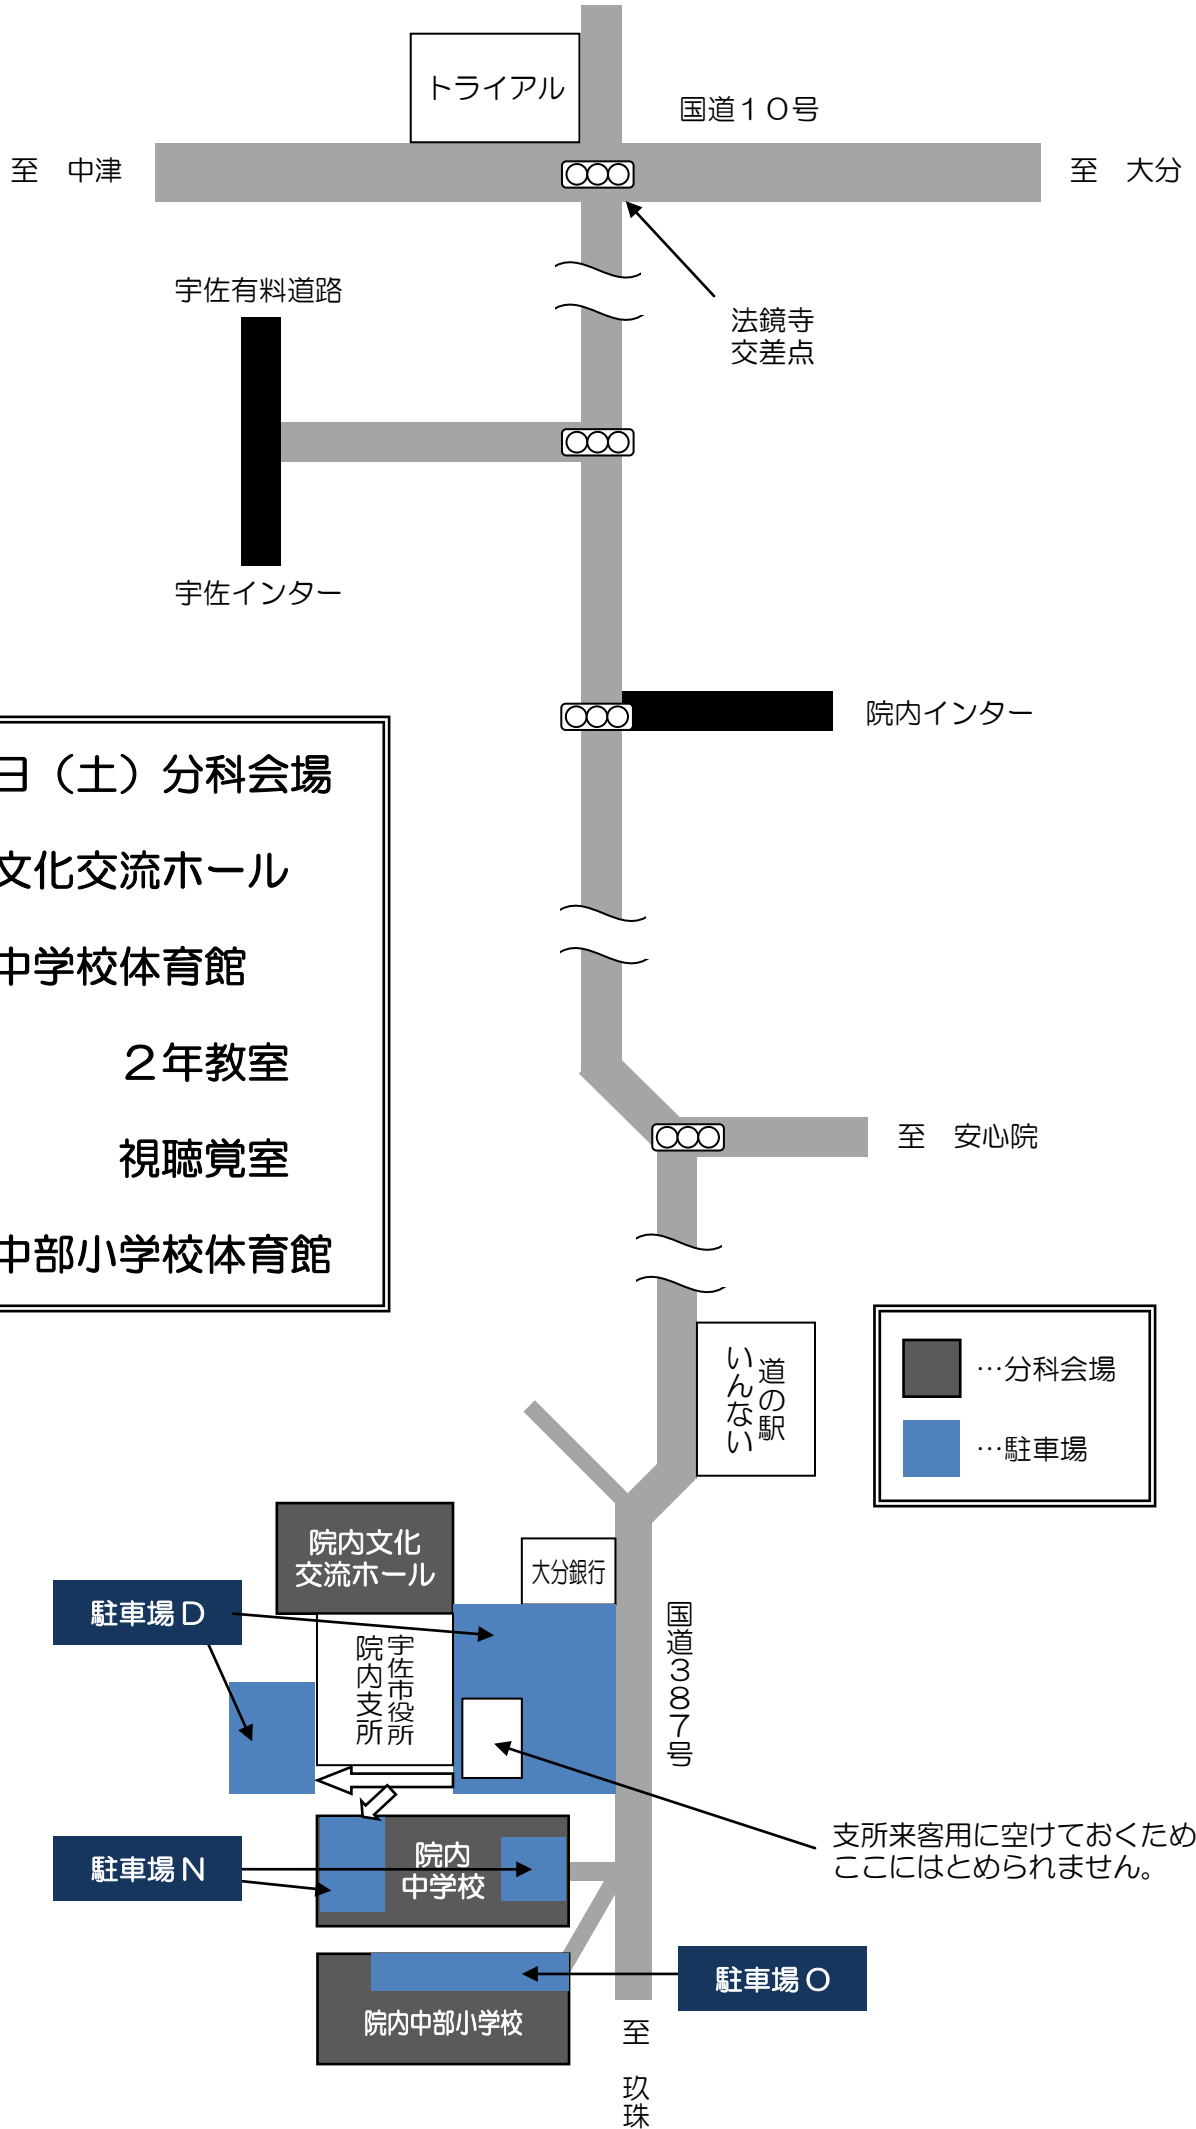 トライアル
国道１０号
至　中津
至　大分
宇佐有料道路
法鏡寺
交差点
宇佐インター
院内インター
日（土）分科会場
文化交流ホール
中学校体育館
２年教室
視聴覚室
中部小学校体育館
至　安心院
道の駅
いんない
…分科会場
…駐車場
院内文化
交流ホール
大分銀行
駐車場 D
宇佐市役所
院内支所
国道３８７号
支所来客用に空けておくため
ここにはとめられません。
駐車場 N
院内
中学校
駐車場 O
院内中部小学校
至　玖珠